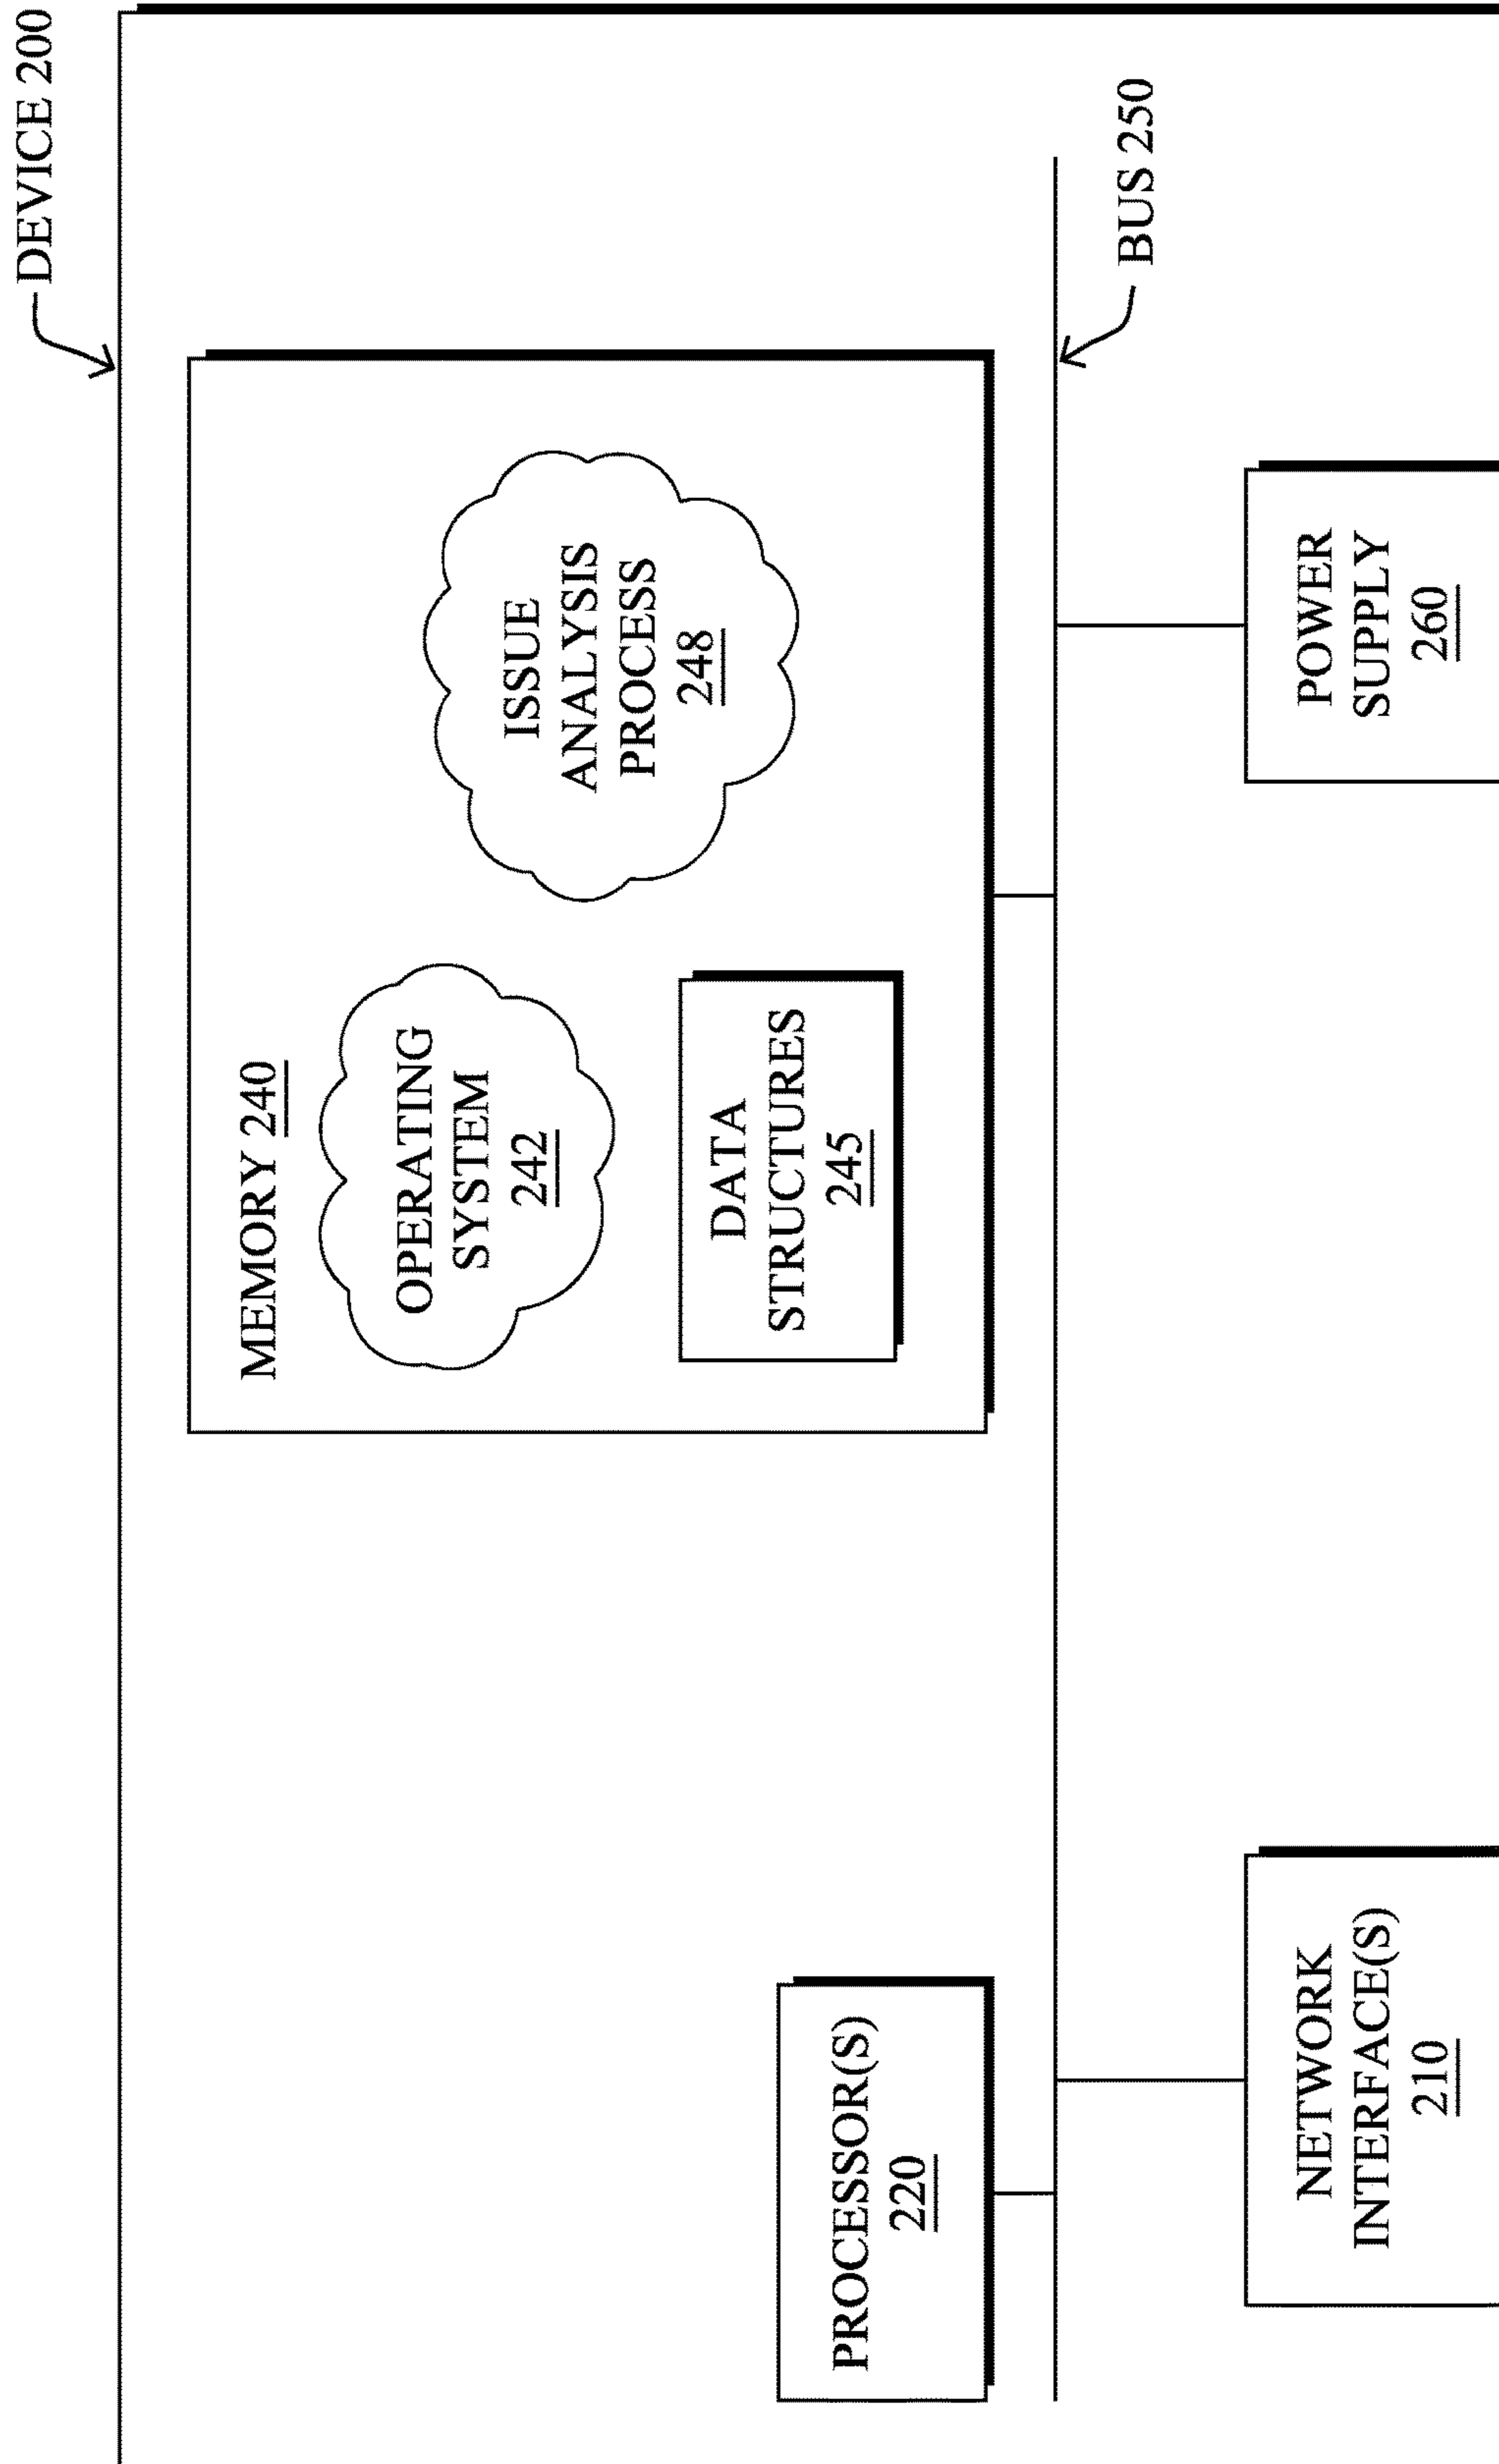 DEVICE 200
MEMORY 240
OPERATING
SYSTEM
242
DATA
STRUCTURES
245
ISSUE
ANALYSIS
PROCESS
248
PROCESSOR(S)
220
BUS 250
NETWORK
INTERFACE(S)
210
POWER
SUPPLY
260